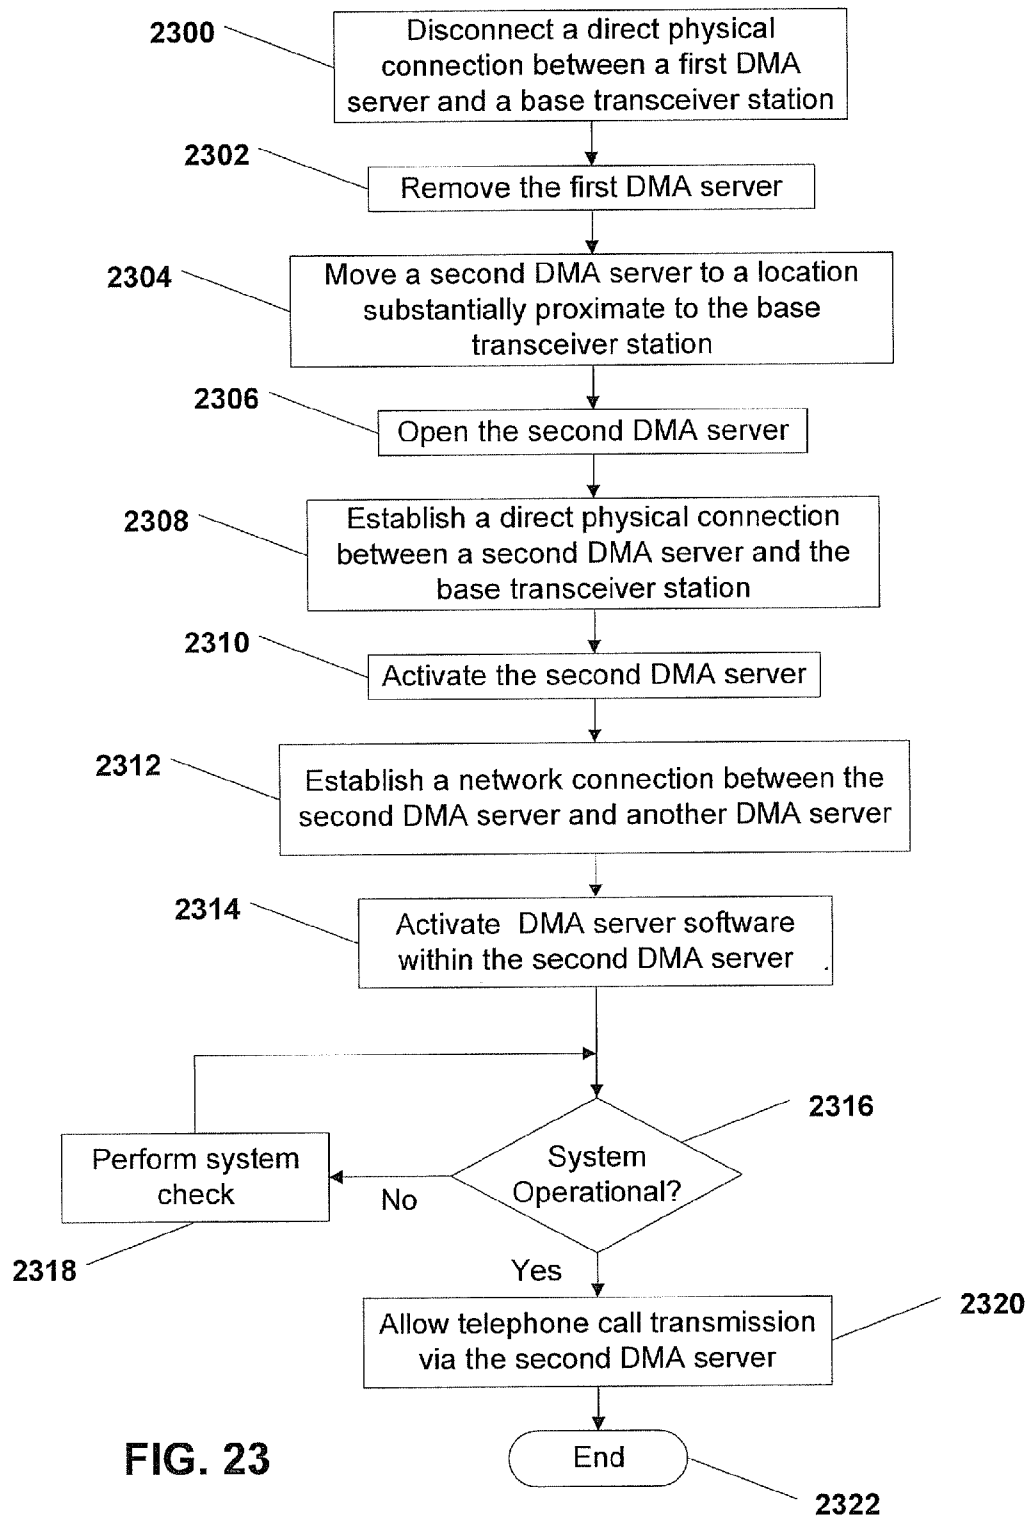 2300
Disconnect a direct physical
connection between a first DMA
server and a base transceiver station
2302
Remove the first DMA server
2304
Move a second DMA server to a location
substantially proximate to the base
transceiver station
2306
Open the second DMA server
2308
Establish a direct physical connection
between a second DMA server and the
base transceiver station
2310
Activate the second DMA server
2312
Establish a network connection between the
second DMA server and another DMA server
2314
Activate DMA server software
within the second DMA server
2316
System
Operational?
Perform system
check
No
2318
Yes
2320
Allow telephone call transmission
via the second DMA server
End
2322
FIG. 23